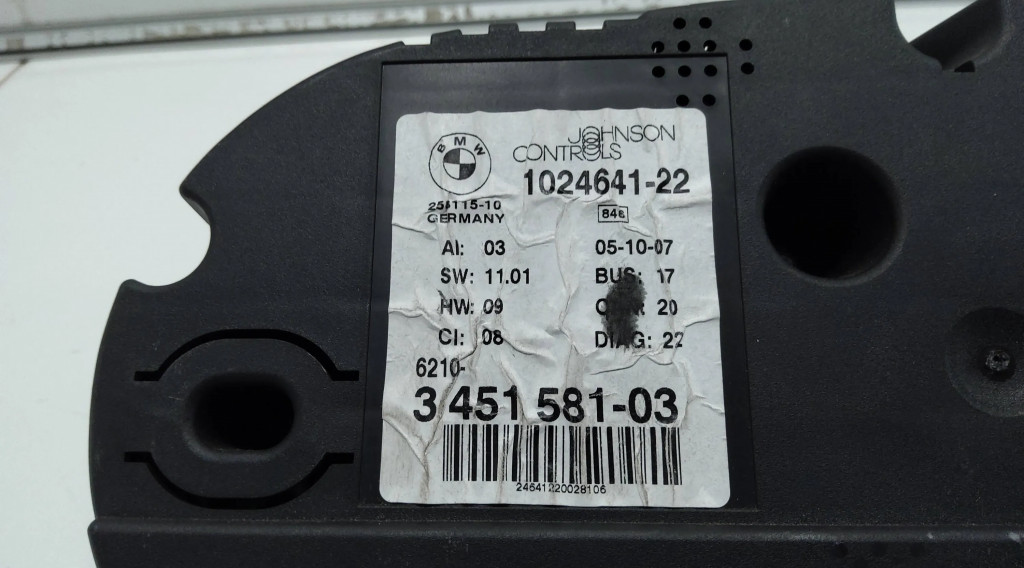 BMW
JOHNSON
CONTROLS
1024641-22
GERMANY
AI: 03 05-10-07
SW: 11.01 BUS: 17
HW: 09 20
CI: 08 DIAG: 22
6210-
3 451 581-03
24641220028106